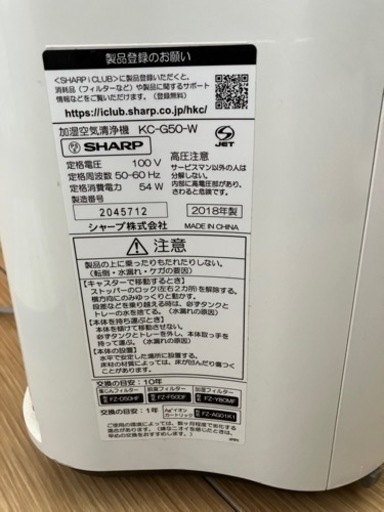 製品登録のお願い
<SHARP i CLUB>に製品登録いただくと、
消耗品(フィルターなど)や製品に関するサポート
情報などをご覧いただけます。(登録無料)
https://iclub.sharp.co.jp/hkc/
加湿空気清浄機 KC-G50-W
SHARP
定格電圧 100 V
定格周波数 50-60 Hz
定格消費電力 54 W
製造番号
2045712
シャープ株式会社
JET
高圧注意
サービスマン以外の人は
分解しないでください。
内部に高電圧部があり、
さわると危険です。
2018年製
MADE IN CHINA
注意
製品の上に乗ったりもたれたりしない。
(転倒・水漏れ・ケガの要因)
【キャスターで移動するとき】
ストッパーのロック(左右2カ所)を解除する。
横方向にのみゆっくりと動かす。
段差などを乗り越える時は、必ずタンクと
トレーの水を捨てる。(水漏れの原因)
【本体を持ち運ぶとき】
本体を傾けて移動させない。
必ずタンクとトレーを外し、本体取っ手を
持って運ぶ。(水漏れの原因)
【本体の設置】
水平で安定した場所に設置する。
交換の目安:10年
集じんフィルター
FZ-D50HF
脱臭フィルター
FZ-F50DF
加湿フィルター
FZ-Y80MF
交換の目安:1年
Ag⁺イオン
カートリッジ
FZ-AG01K1